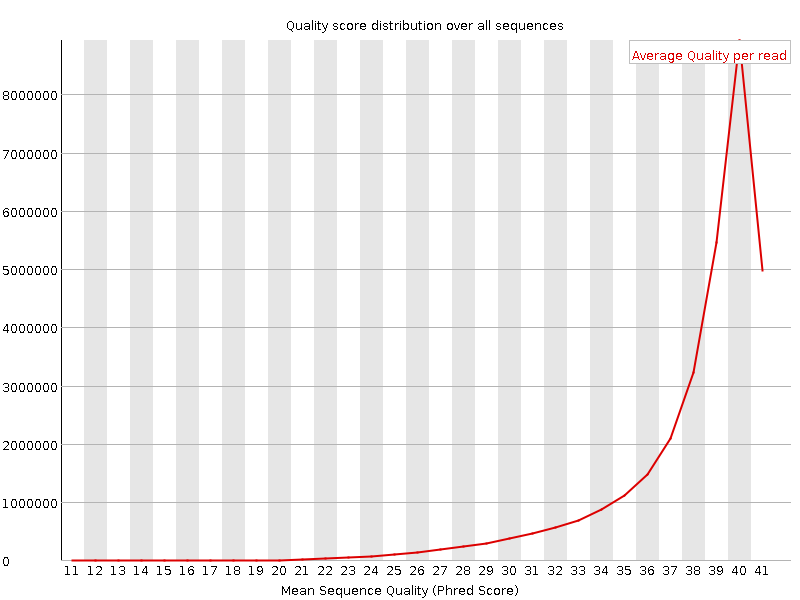 Quality score distribution over all sequences
Average Quality per read
8000000
7000000
6000000
5000000
4000000
3000000
2000000
1000000
0
11 12 13 14 15 16 17 18 19 20 21 22 23 24 25 26 27 28 29 30 31 32 33 34 35 36 37 38 39 40 41
Mean Sequence Quality (Phred Score)